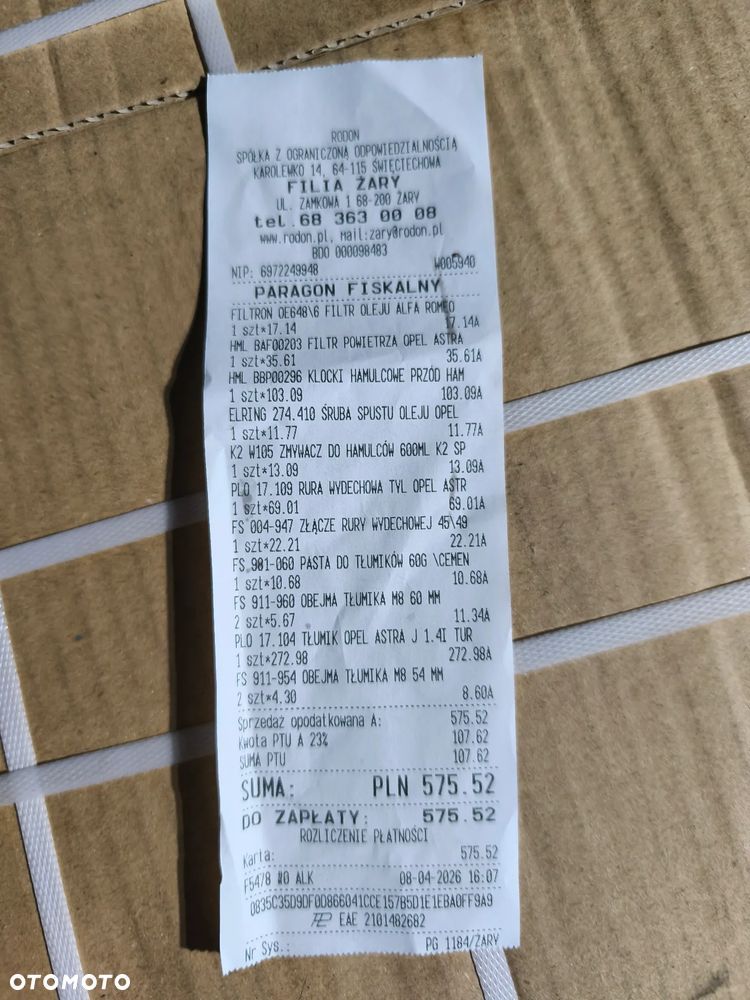 RODON
SPÓŁKA Z OGRANICZONĄ ODPOWIEDZIALNOŚCIĄ
KAROLEWKO 14, 64-115 ŚWIĘCIECHOWA
FILIA ŻARY
UL. ZAMKOWA 1 68-200 ŻARY
tel.68 363 00 08
www.rodon.pl, Mail:zary@rodon.pl
BDO 000098483
NIP: 6972249948 W005940
PARAGON FISKALNY
FILTRON OE648\6 FILTR OLEJU ALFA ROMEO
1 szt*17.14 17.14A
HML BAF00203 FILTR POWIETRZA OPEL ASTRA
1 szt*35.61 35.61A
HML BBP00296 KLOCKI HAMULCOWE PRZÓD HAM
1 szt*103.09 103.09A
ELRING 274.410 ŚRUBA SPUSTU OLEJU OPEL
1 szt*11.77 11.77A
K2 W105 ZMYWACZ DO HAMULCÓW 600ML K2 SP
1 szt*13.09 13.09A
PLO 17.109 RURA WYDECHOWA TYL OPEL ASTR
1 szt*69.01 69.01A
FS 004-947 ZŁĄCZE RURY WYDECHOWEJ 45\49
1 szt*22.21 22.21A
FS 981-060 PASTA DO TŁUMIKÓW 60G \CEMEN
1 szt*10.68 10.68A
FS 911-960 OBEJMA TŁUMIKA M8 60 MM
2 szt*5.67 11.34A
PLO 17.104 TŁUMIK OPEL ASTRA J 1.4I TUR
1 szt*272.98 272.98A
FS 911-954 OBEJMA TŁUMIKA M8 54 MM
2 szt*4.30 8.60A
Sprzedaż opodatkowana A: 575.52
Kwota PTU A 23% 107.62
SUMA PTU 107.62
SUMA: PLN 575.52
DO ZAPŁATY: 575.52
ROZLICZENIE PŁATNOŚCI
Karta: 575.52
F5478 #0 ALK 08-04-2026 16:07
0835C35D9DF0D866041CCE157B5D1E1EBA0FF9A9
EAE 2101482682
Nr Sys.: PG 1184/ŻARY
OTOMOTO